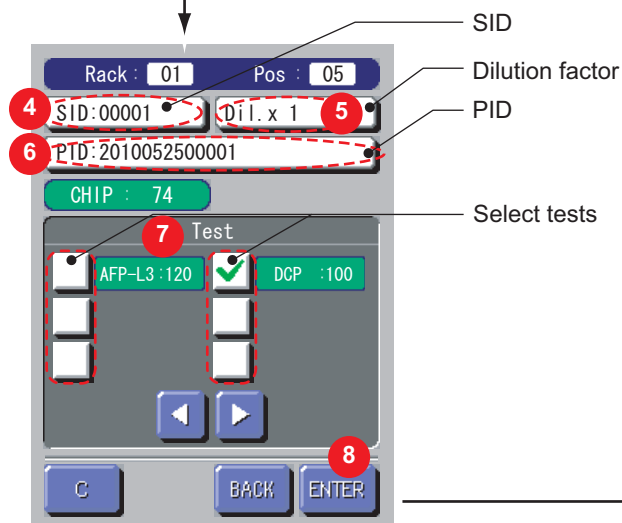 SID
Rack : 01 Pos : 05
Dilution factor
4 SID:00001 Dil.x 1 5
PID
6 PID:2010052500001
CHIP : 74
Select tests
7 Test
AFP-L3:120 DCP :100
8
C BACK ENTER